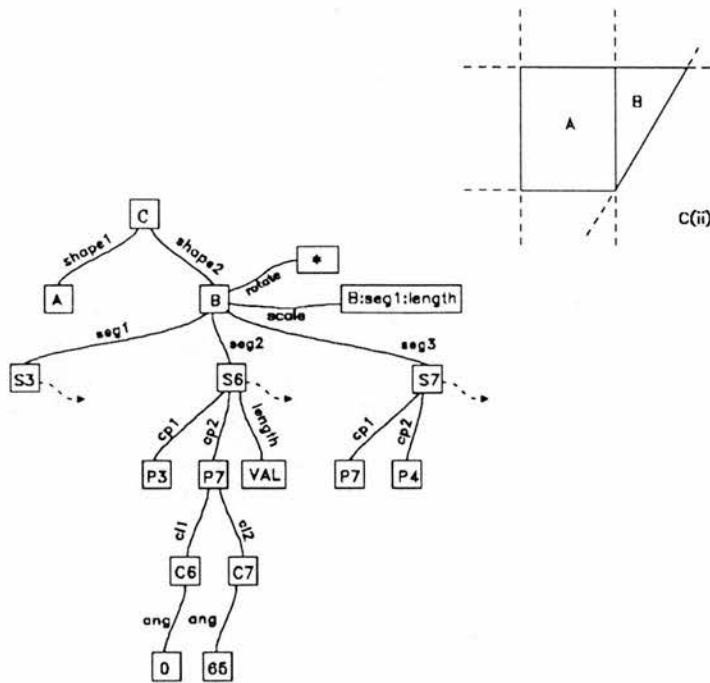 A
B
C(ii)
C
shape1
shape2
rotate
*
A
B
scale
B:seg1:length
seg1
seg2
seg3
S3
S6
S7
cp1
cp2
length
cp1
cp2
P3
P7
VAL
P7
P4
cl1
cl2
C6
C7
ang
ang
0
65